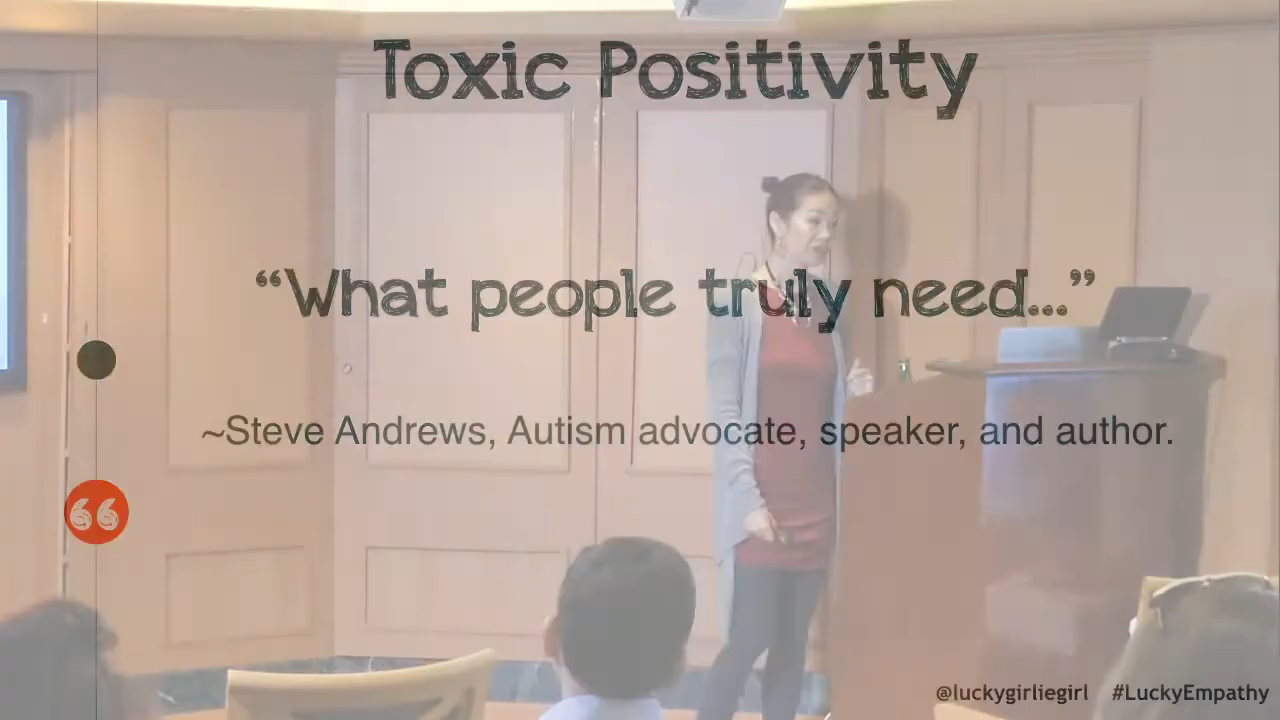 Toxic Positivity
“What people truly need...”
~Steve Andrews, Autism advocate, speaker, and author.
@luckygirliegirl #LuckyEmpathy